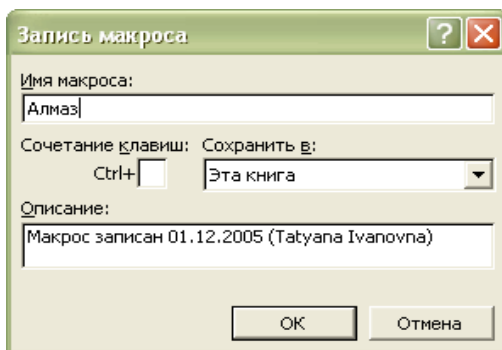 Запись макроса
Имя макроса:
Алмаз
Сочетание клавиш: Сохранить в:
Ctrl+ Эта книга
Описание:
Макрос записан 01.12.2005 (Tatyana Ivanovna)
ОК Отмена